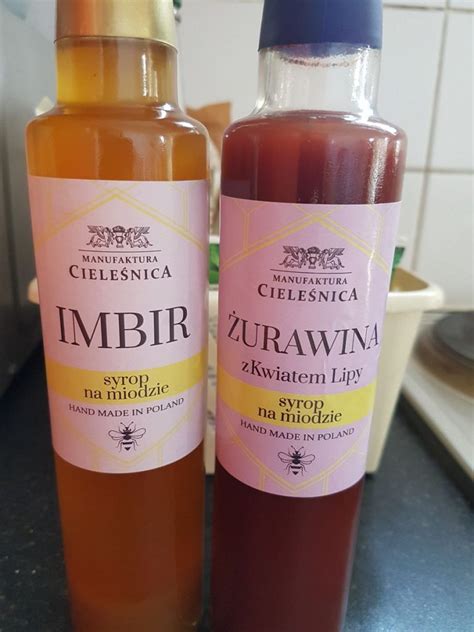 MANUFAKTURA
CIELEŚNICA
IMBIR
syrop
na miodzie
HAND MADE IN POLAND
MANUFAKTURA
CIELEŚNICA
ŻURAWINA
zKwiatem Lipy
syrop
na miodzie
HAND MADE IN POLAND